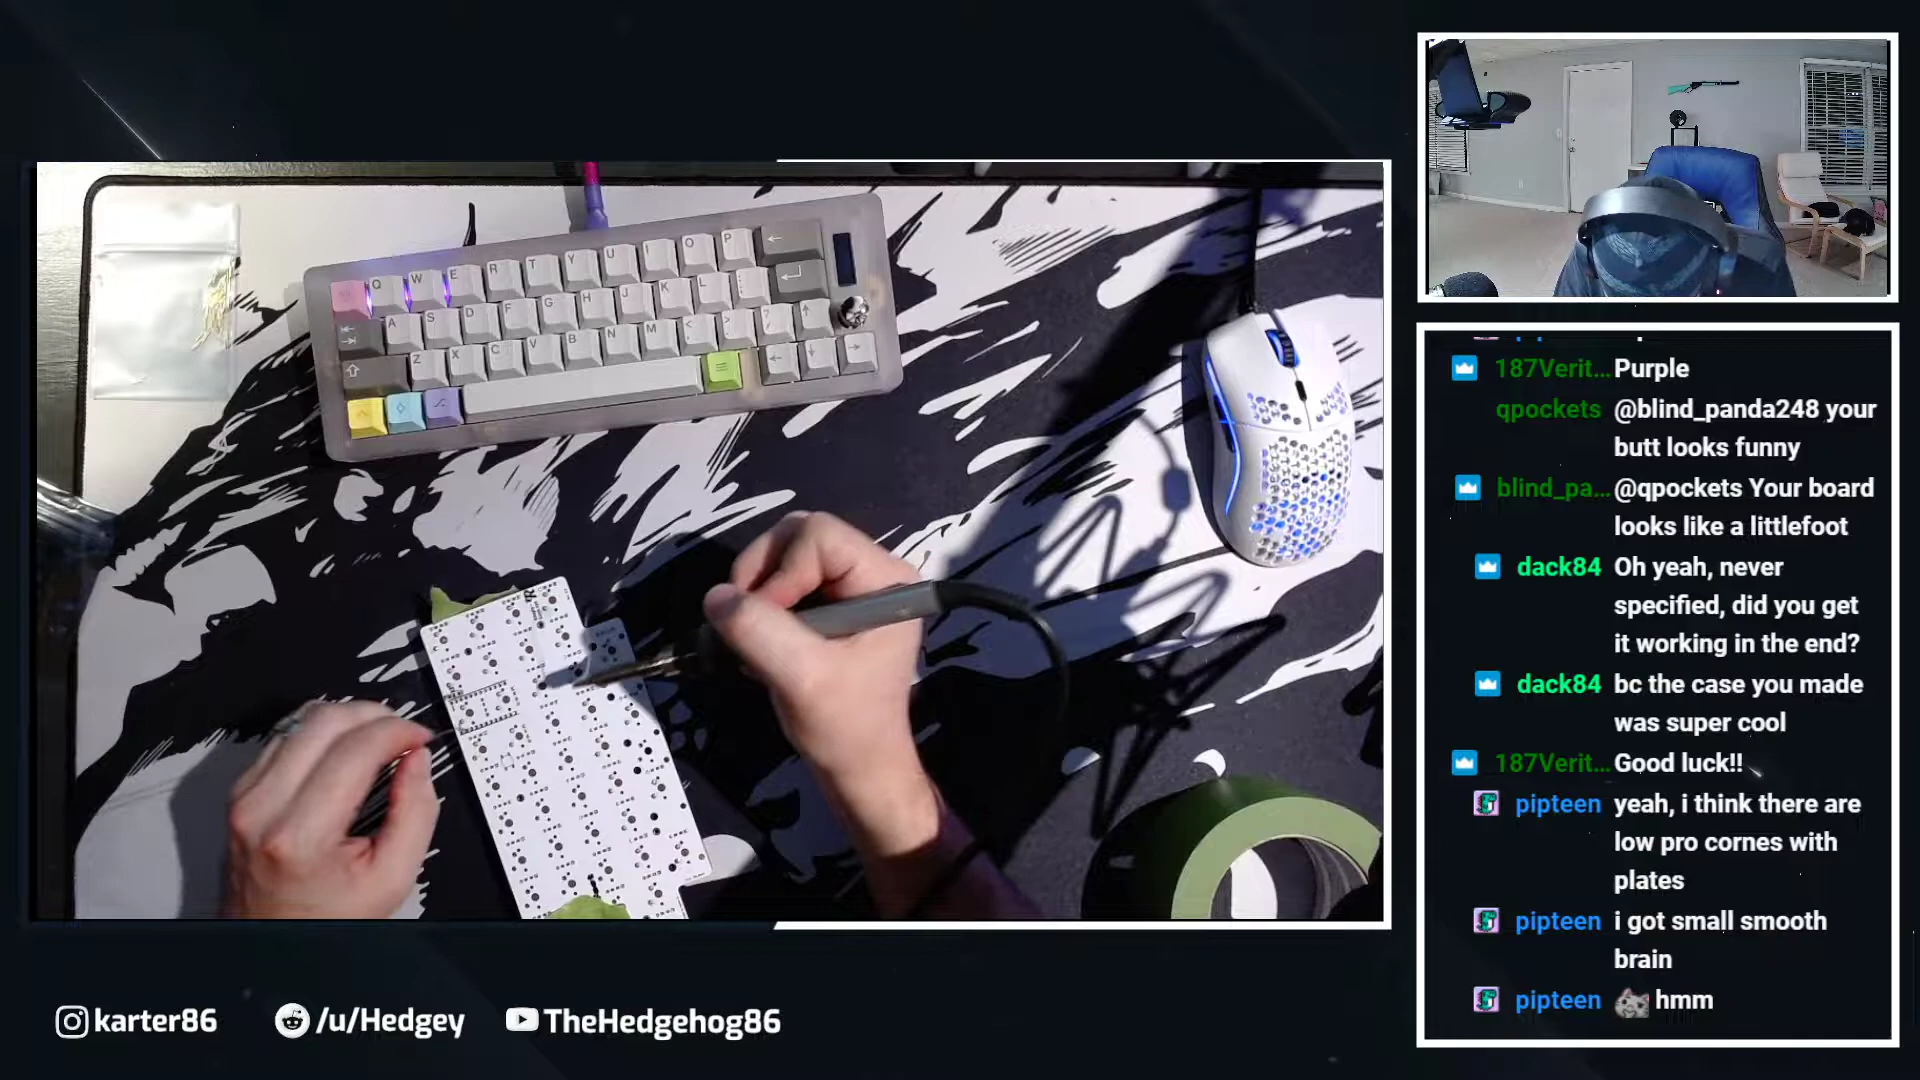 Q W E R T Y U I O P
A S D F G H J K L
Z X C V B N M < > ?
187Verit... Purple
qpockets @blind_panda248 your
butt looks funny
blind_pa... @qpockets Your board
looks like a littlefoot
dack84 Oh yeah, never
specified, did you get
it working in the end?
dack84 bc the case you made
was super cool
187Verit... Good luck!!
pipteen yeah, i think there are
low pro cornes with
plates
pipteen i got small smooth
brain
pipteen hmm
karter86
/u/Hedgey
TheHedgehog86